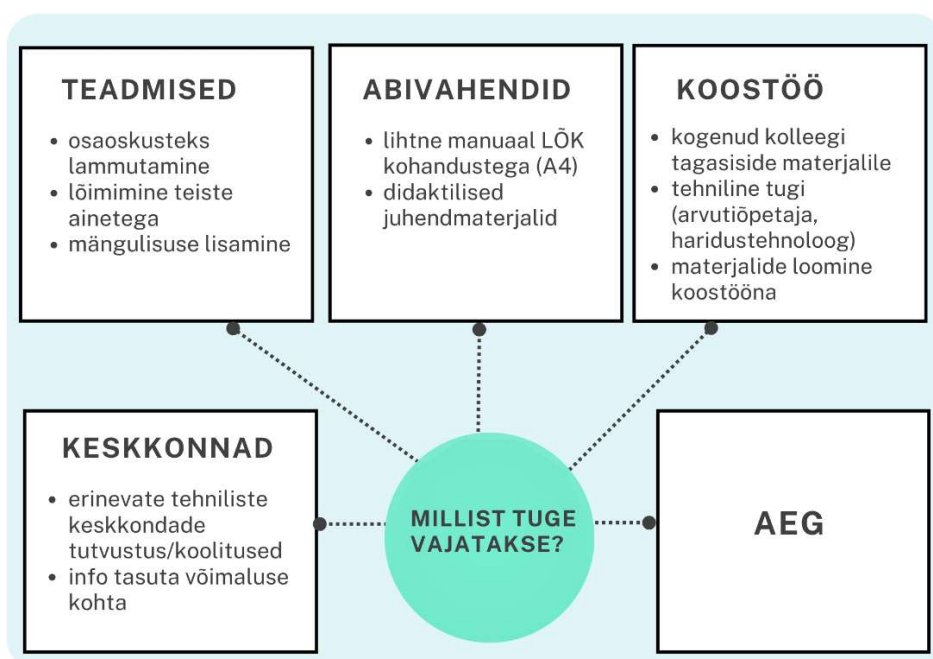 TEADMISED
• osaoskusteks
lammutamine
• lõimimine teiste
ainetega
• mängulisuse lisamine
ABIVAHENDID
• lihtne manuaal LÕK
kohandustega (A4)
• didaktilised
juhendmaterjalid
KOOSTÖÖ
• kogenud kolleegi
tagasiside materjalile
• tehniline tugi
(arvutiõpetaja,
haridustehnoloog)
• materjalide loomine
koostööna
KESKKONNAD
• erinevate tehniliste
keskkondade
tutvustus/koolitused
• info tasuta võimaluse
kohta
MILLIST TUGE
VAJATAKSE?
AEG